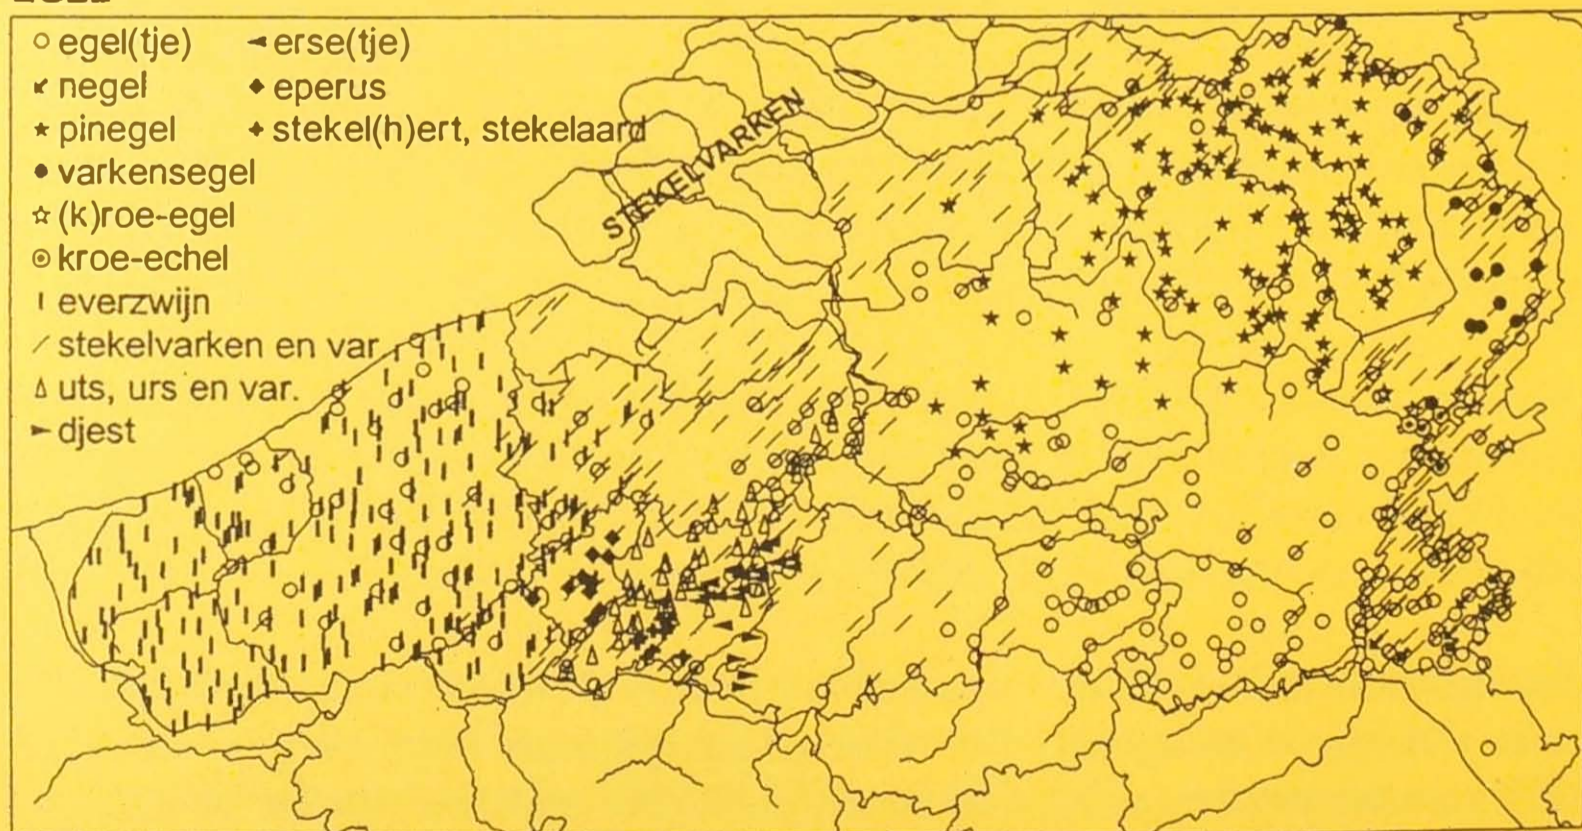 egel(tje)
negel
pinegel
varkensegel
(k)roe-egel
kroe-echel
everzwijn
stekelvarken en var.
uts, urs en var.
djest
erse(tje)
eperus
stekel(h)ert, stekelaard
STEKELVARKEN